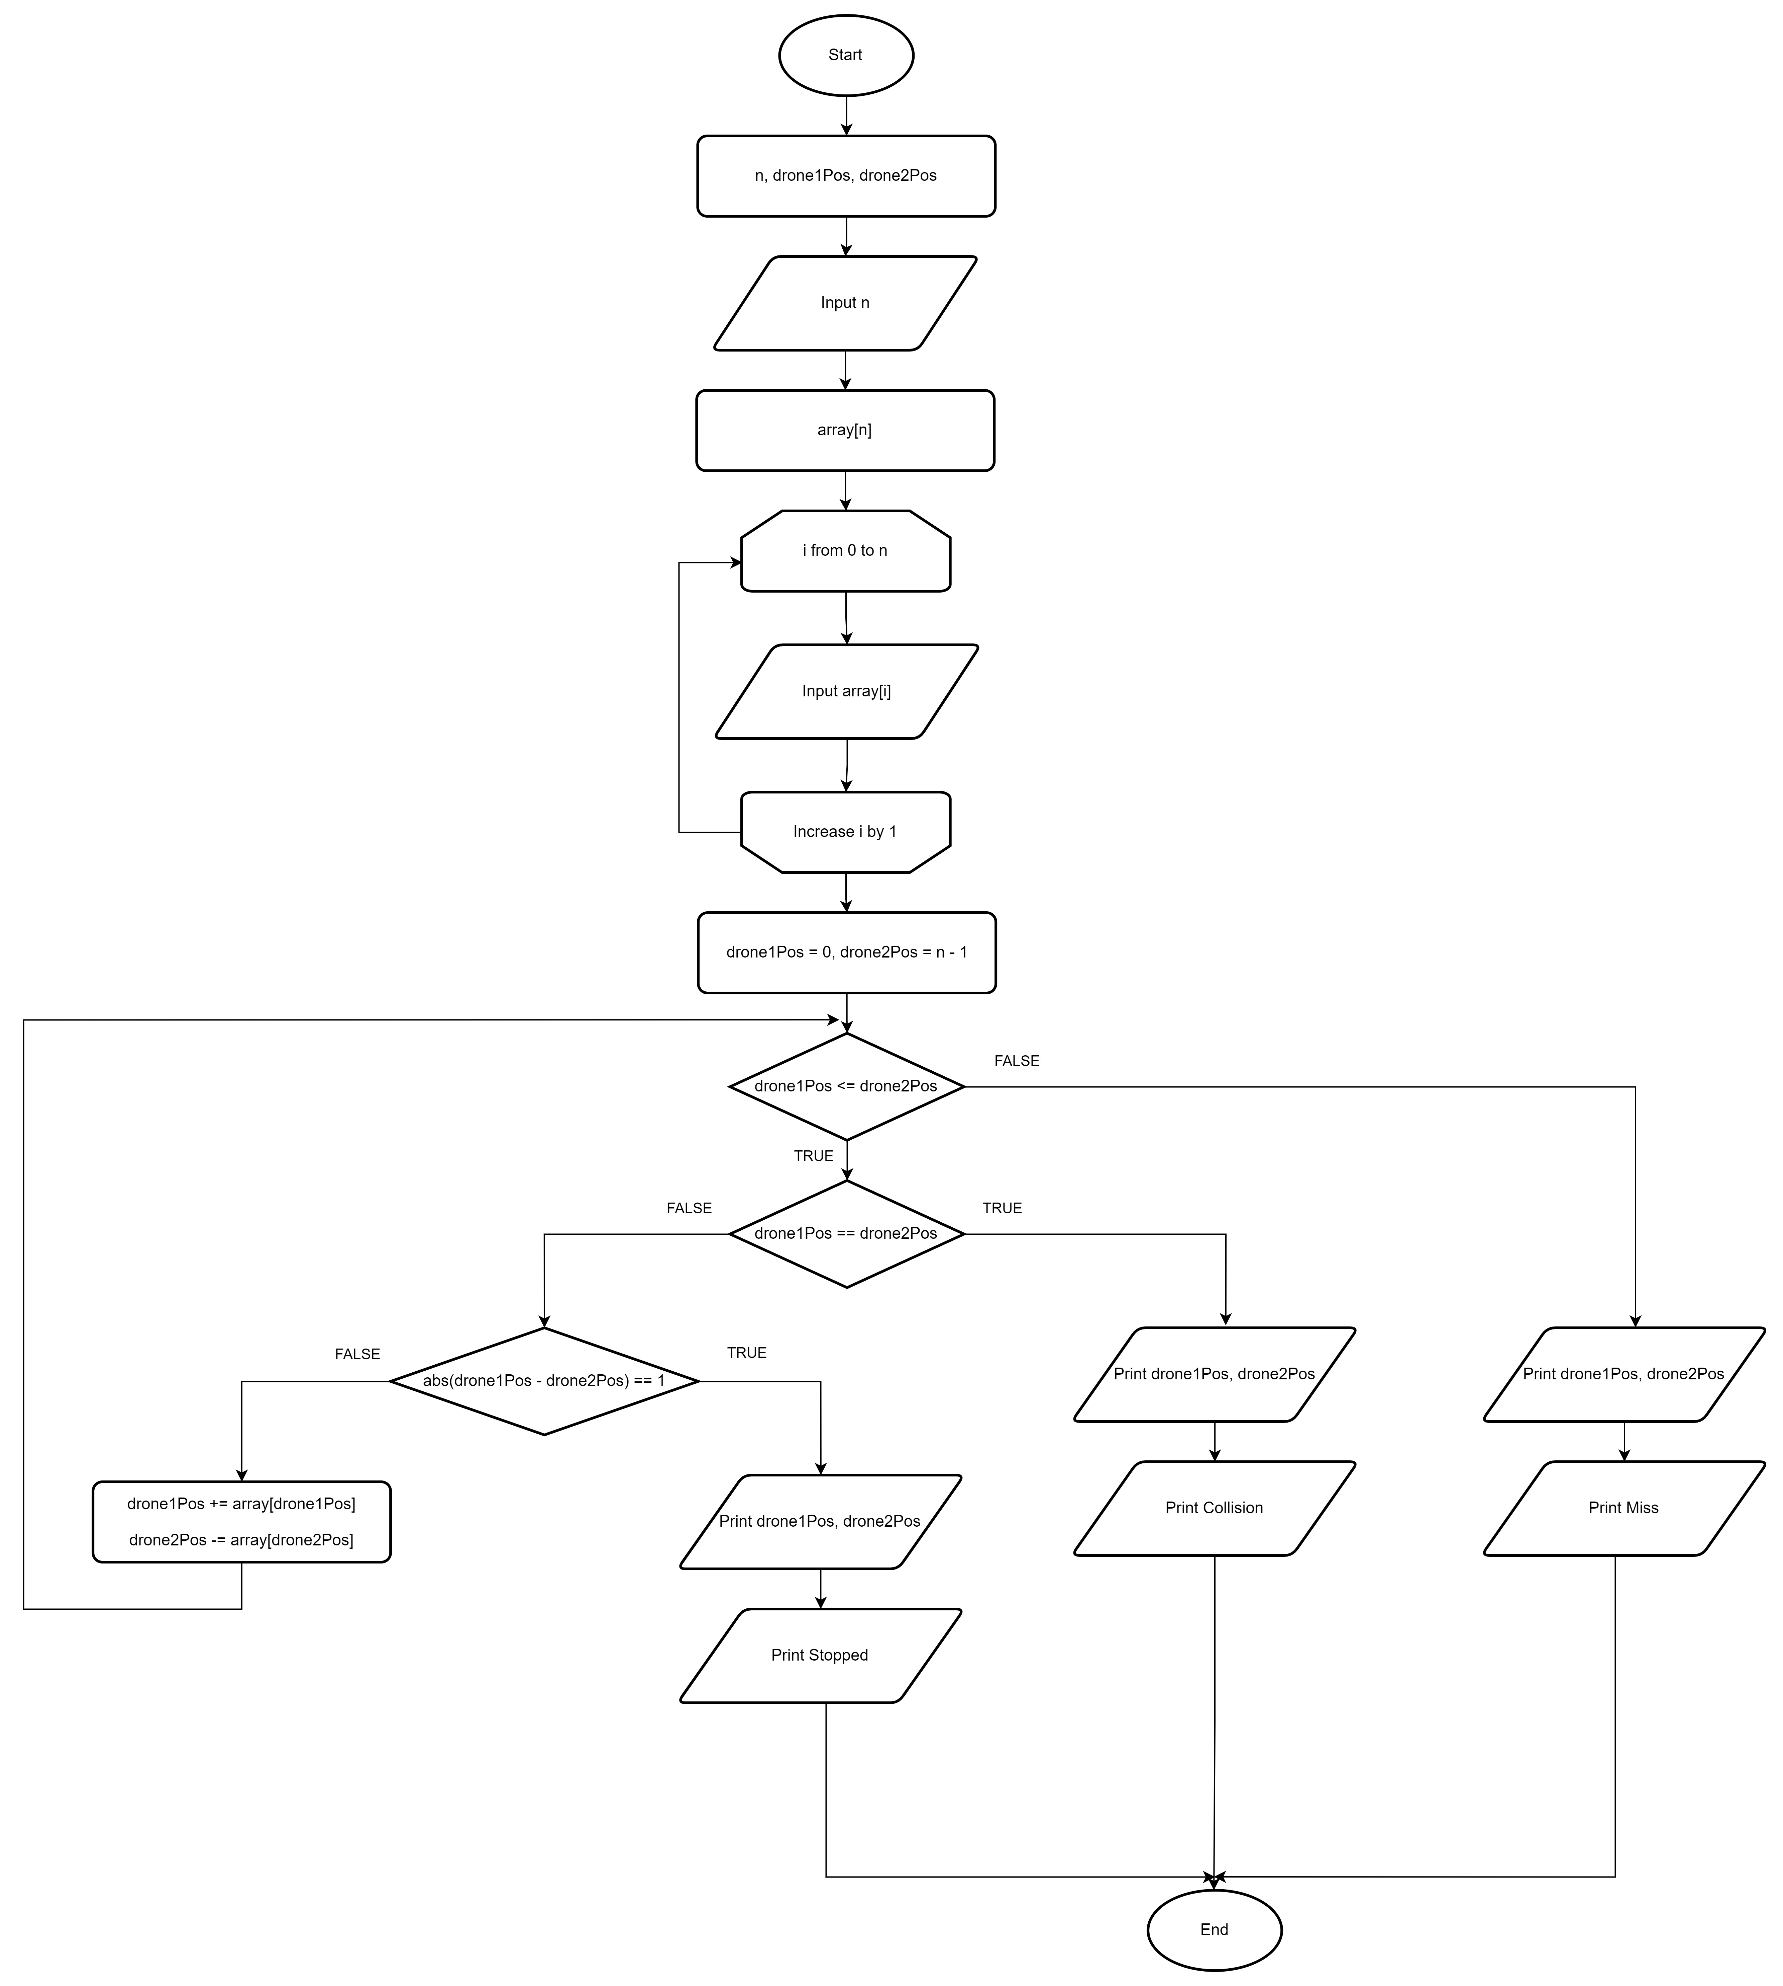 Start
n, drone1Pos, drone2Pos
Input n
array[n]
i from 0 to n
Input array[i]
Increase i by 1
drone1Pos = 0, drone2Pos = n - 1
drone1Pos <= drone2Pos
FALSE
TRUE
drone1Pos == drone2Pos
FALSE
TRUE
abs(drone1Pos - drone2Pos) == 1
FALSE
TRUE
drone1Pos += array[drone1Pos]
drone2Pos -= array[drone2Pos]
Print drone1Pos, drone2Pos
Print Stopped
Print drone1Pos, drone2Pos
Print Collision
Print drone1Pos, drone2Pos
Print Miss
End